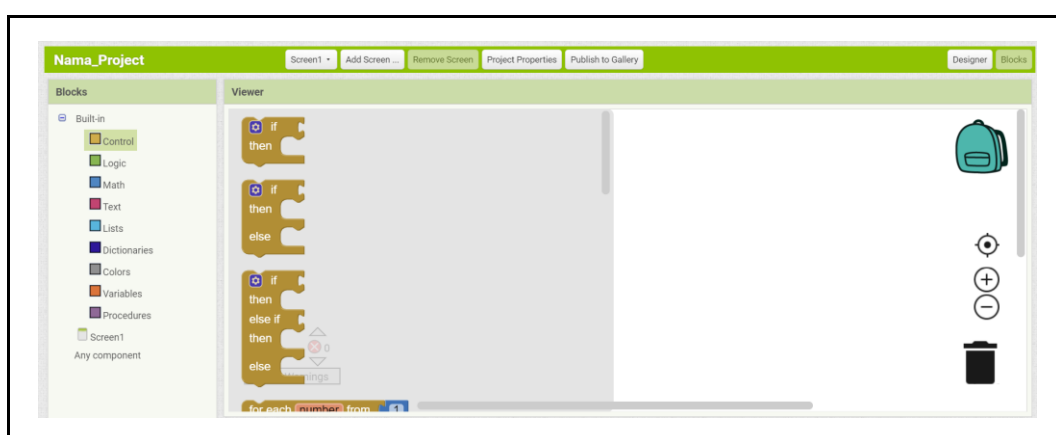 Nama_Project
Screen1
Add Screen ...
Remove Screen
Project Properties
Publish to Gallery
Designer
Blocks
Blocks
Viewer
Built-in
Control
Logic
Math
Text
Lists
Dictionaries
Colors
Variables
Procedures
Screen1
Any component
if
then
if
then
else
if
then
else if
then
else
0
for each number from 1